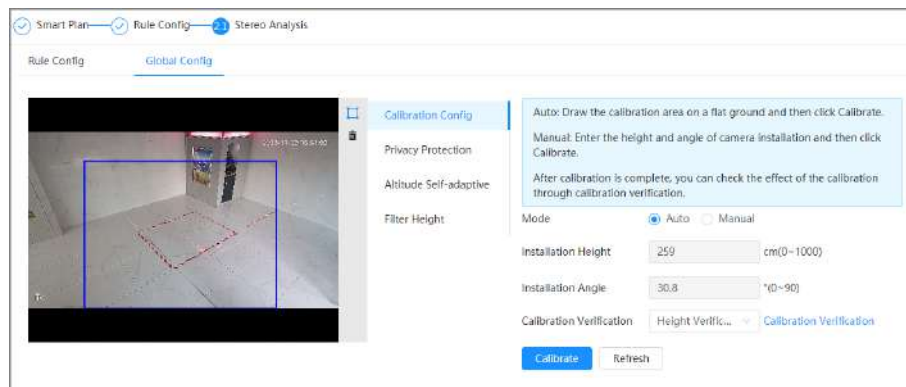 Smart Plan
Rule Config
2.1 Stereo Analysis
Rule Config
Global Config
Calibration Config
Privacy Protection
Altitude Self-adaptive
Filter Height
Auto: Draw the calibration area on a flat ground and then click Calibrate.
Manual: Enter the height and angle of camera installation and then click
Calibrate.
After calibration is complete, you can check the effect of the calibration
through calibration verification.
Mode Auto Manual
Installation Height 259 cm(0~1000)
Installation Angle 30.8 °(0~90)
Calibration Verification Height Verific... Calibration Verification
Calibrate Refresh